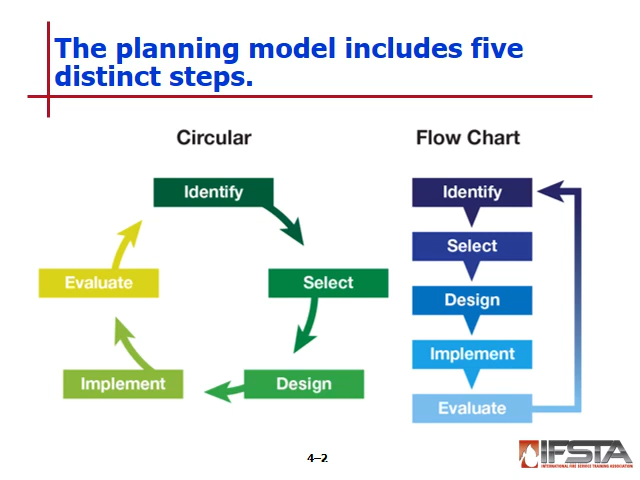 The planning model includes five
distinct steps.
Circular
Flow Chart
Identify
Select
Design
Implement
Evaluate
Identify
Select
Design
Implement
Evaluate
4–2
IFSTA
INTERNATIONAL FIRE SERVICE TRAINING ASSOCIATION